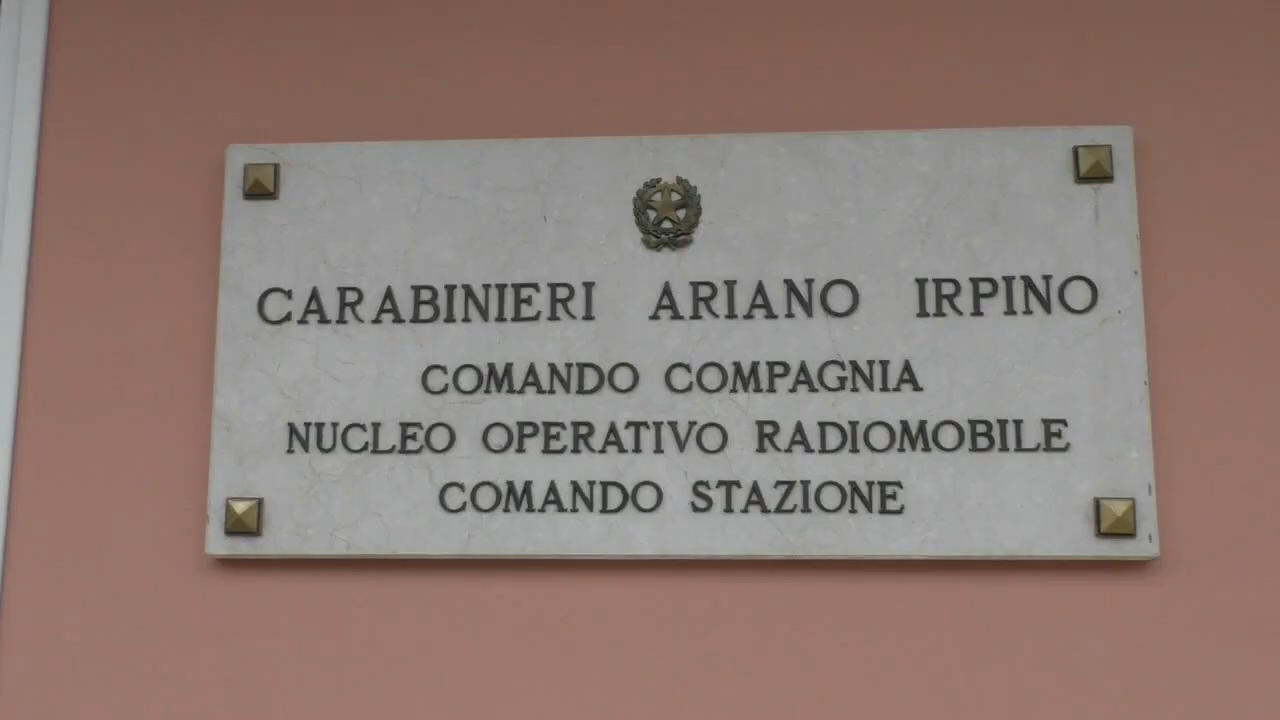 CARABINIERI ARIANO IRPINO
COMANDO COMPAGNIA
NUCLEO OPERATIVO RADIOMOBILE
COMANDO STAZIONE